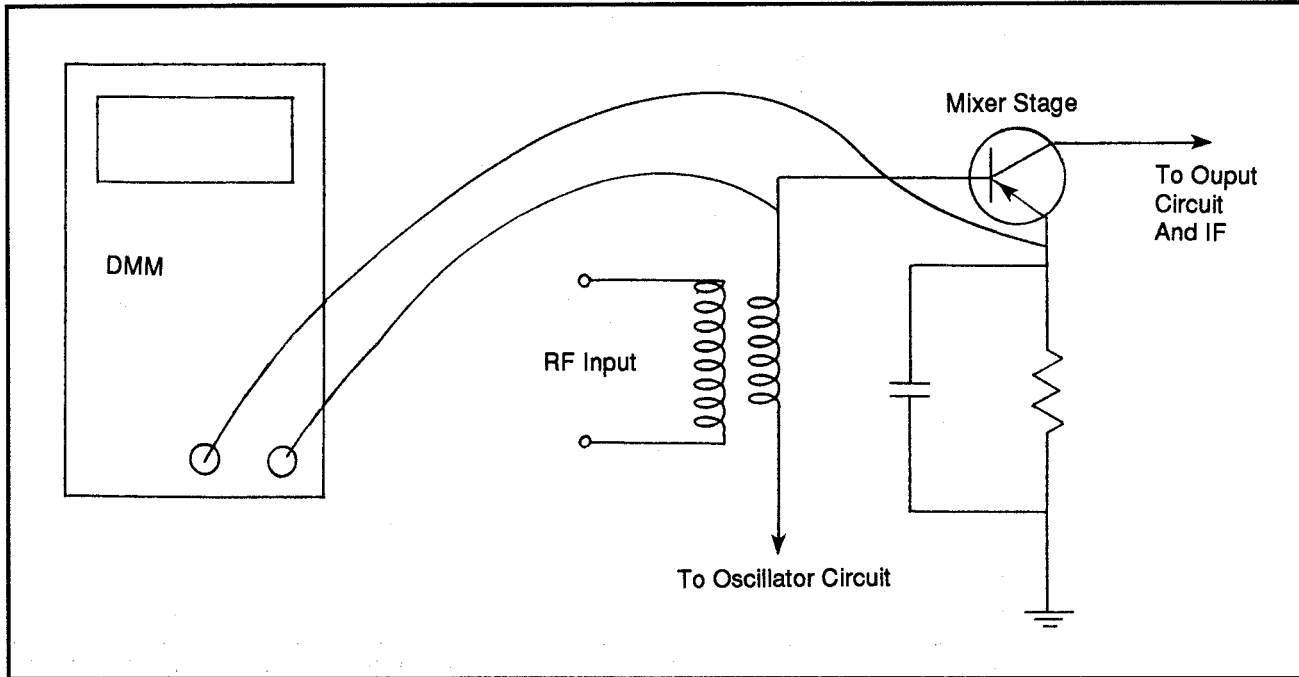 Mixer Stage
To Ouput
Circuit
And IF
DMM
RF Input
To Oscillator Circuit